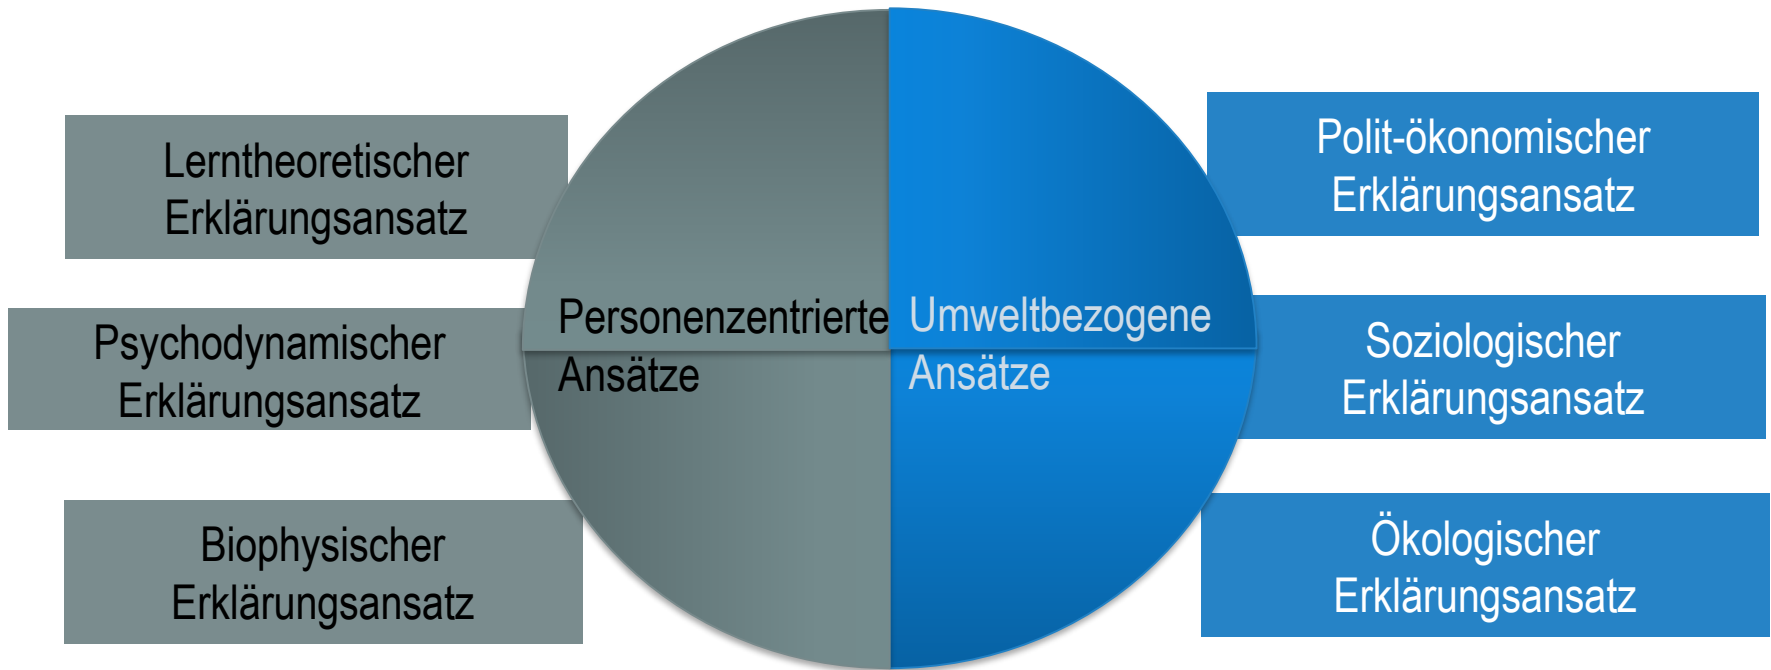 Lerntheoretischer
Erklärungsansatz
Psychodynamischer
Erklärungsansatz
Biophysischer
Erklärungsansatz
Personenzentrierte
Ansätze
Umweltbezogene
Ansätze
Polit-ökonomischer
Erklärungsansatz
Soziologischer
Erklärungsansatz
Ökologischer
Erklärungsansatz